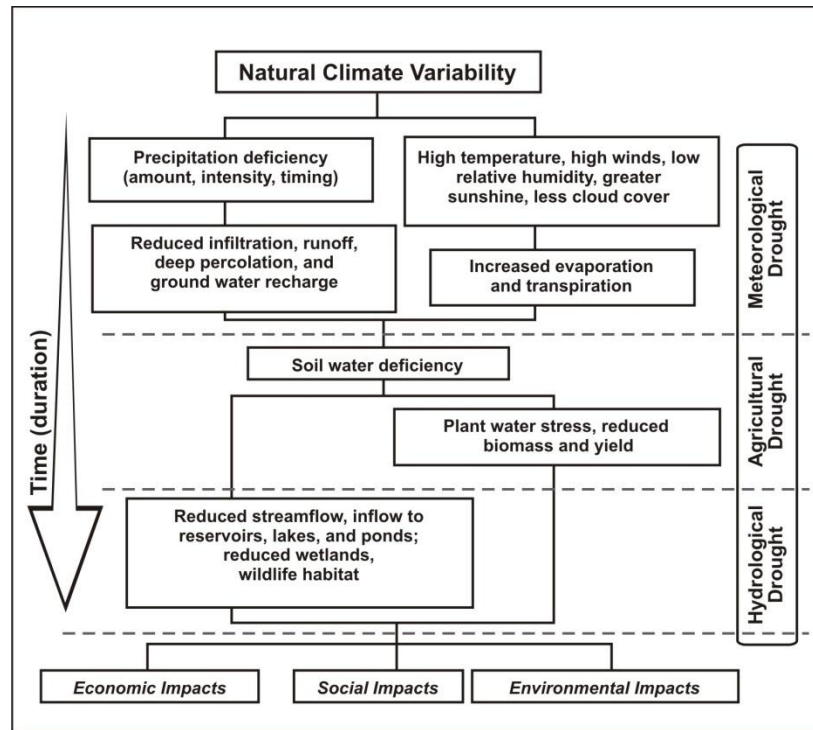 Natural Climate Variability
Precipitation deficiency
(amount, intensity, timing)
High temperature, high winds, low
relative humidity, greater
sunshine, less cloud cover
Reduced infiltration, runoff,
deep percolation, and
ground water recharge
Increased evaporation
and transpiration
Meteorological
Drought
Time (duration)
Soil water deficiency
Plant water stress, reduced
biomass and yield
Agricultural
Drought
Reduced streamflow, inflow to
reservoirs, lakes, and ponds;
reduced wetlands,
wildlife habitat
Hydrological
Drought
Economic Impacts
Social Impacts
Environmental Impacts